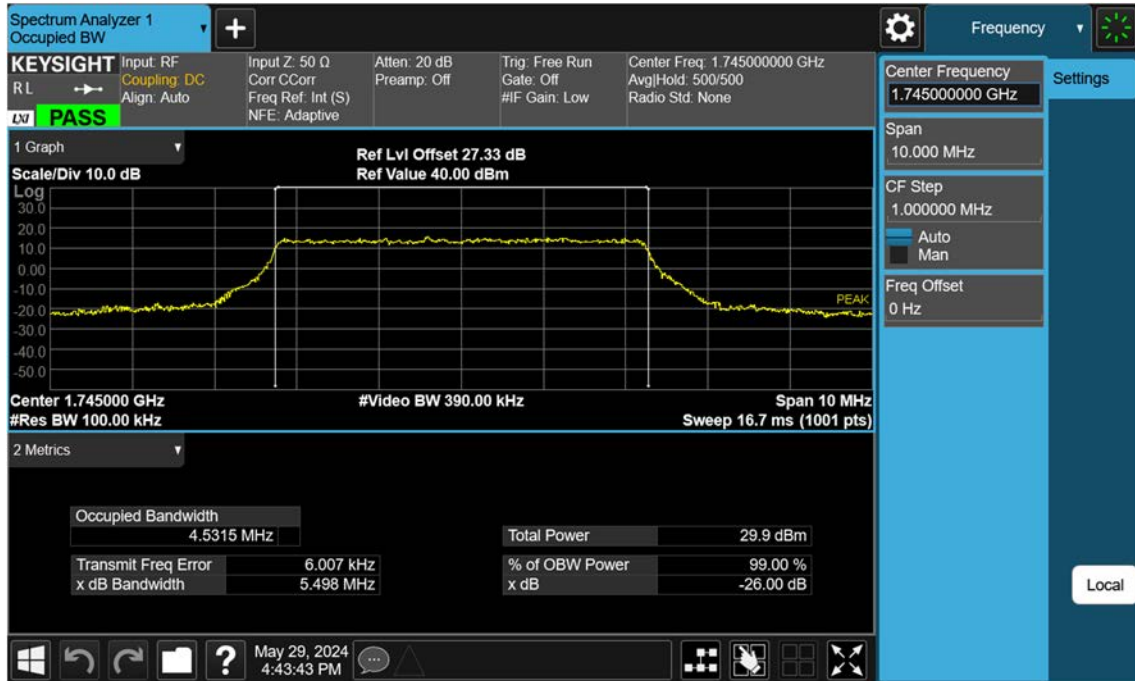 Spectrum Analyzer 1
Occupied BW
Frequency
KEYSIGHT
R L
LXI
PASS
Input: RF
Coupling: DC
Align: Auto
Input Z: 50 Ω
Corr CCorr
Freq Ref: Int (S)
NFE: Adaptive
Atten: 20 dB
Preamp: Off
Trig: Free Run
Gate: Off
#IF Gain: Low
Center Freq: 1.745000000 GHz
Avg|Hold: 500/500
Radio Std: None
1 Graph
Scale/Div 10.0 dB
Ref Lvl Offset 27.33 dB
Ref Value 40.00 dBm
Log
30.0
20.0
10.0
0.00
-10.0
-20.0
-30.0
-40.0
-50.0
PEAK
Center 1.745000 GHz
#Video BW 390.00 kHz
Span 10 MHz
#Res BW 100.00 kHz
Sweep 16.7 ms (1001 pts)
2 Metrics
Occupied Bandwidth
4.5315 MHz
Total Power 29.9 dBm
Transmit Freq Error 6.007 kHz
% of OBW Power 99.00 %
x dB Bandwidth 5.498 MHz
x dB -26.00 dB
May 29, 2024
4:43:43 PM
Center Frequency
1.745000000 GHz
Settings
Span
10.000 MHz
CF Step
1.000000 MHz
Auto
Man
Freq Offset
0 Hz
Local